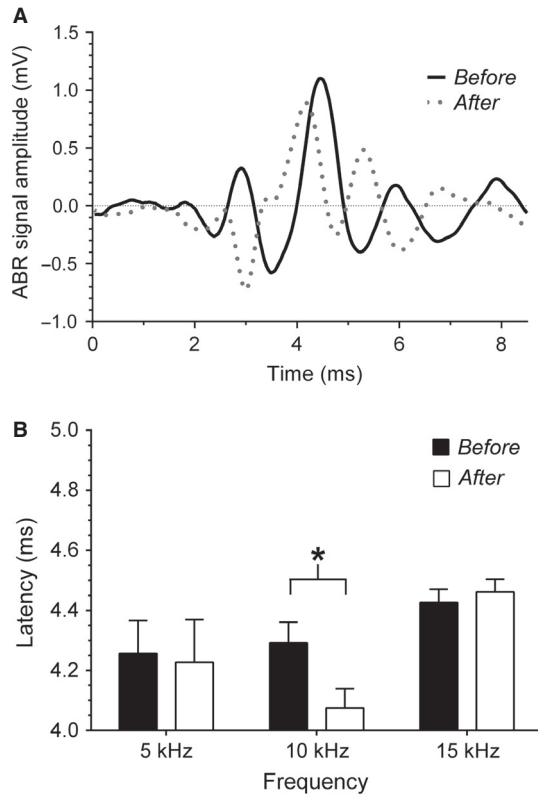 A
ABR signal amplitude (mV)
1.5
1.0
0.5
0.0
−0.5
−1.0
Before
After
0 2 4 6 8
Time (ms)
B
Latency (ms)
5.0
4.8
4.6
4.4
4.2
4.0
Before
After
*
5 kHz 10 kHz 15 kHz
Frequency